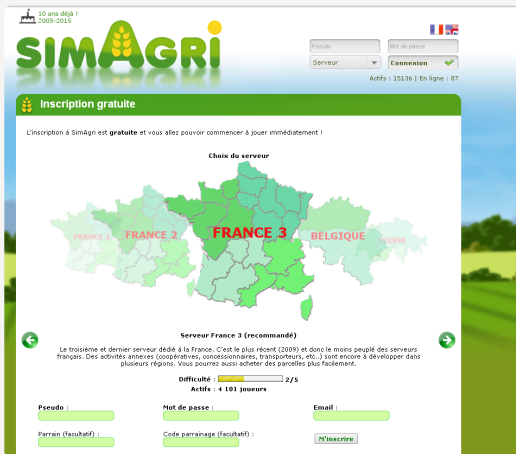 10 ans déjà !
2005-2015
SIMAGRI
Pseudo
Mot de passe
Serveur
Connexion
Actifs : 15136 | En ligne : 87
Inscription gratuite
L'inscription à SimAgri est gratuite et vous allez pouvoir commencer à jouer immédiatement !
Choix du serveur
FRANCE 1
FRANCE 2
FRANCE 3
BELGIQUE
SUISSE
Serveur France 3 (recommandé)
Le troisième et dernier serveur dédié à la France. C'est le plus récent (2009) et donc le moins peuplé des serveurs
français. Des activités annexes (coopératives, concessionnaires, transporteurs, etc..) sont encore à développer dans
plusieurs régions. Vous pourrez aussi acheter des parcelles plus facilement.
Difficulté : 2/5
Actifs : 4 101 joueurs
Pseudo :
Mot de passe :
Email :
Parrain (facultatif) :
Code parrainage (facultatif) :
M'inscrire